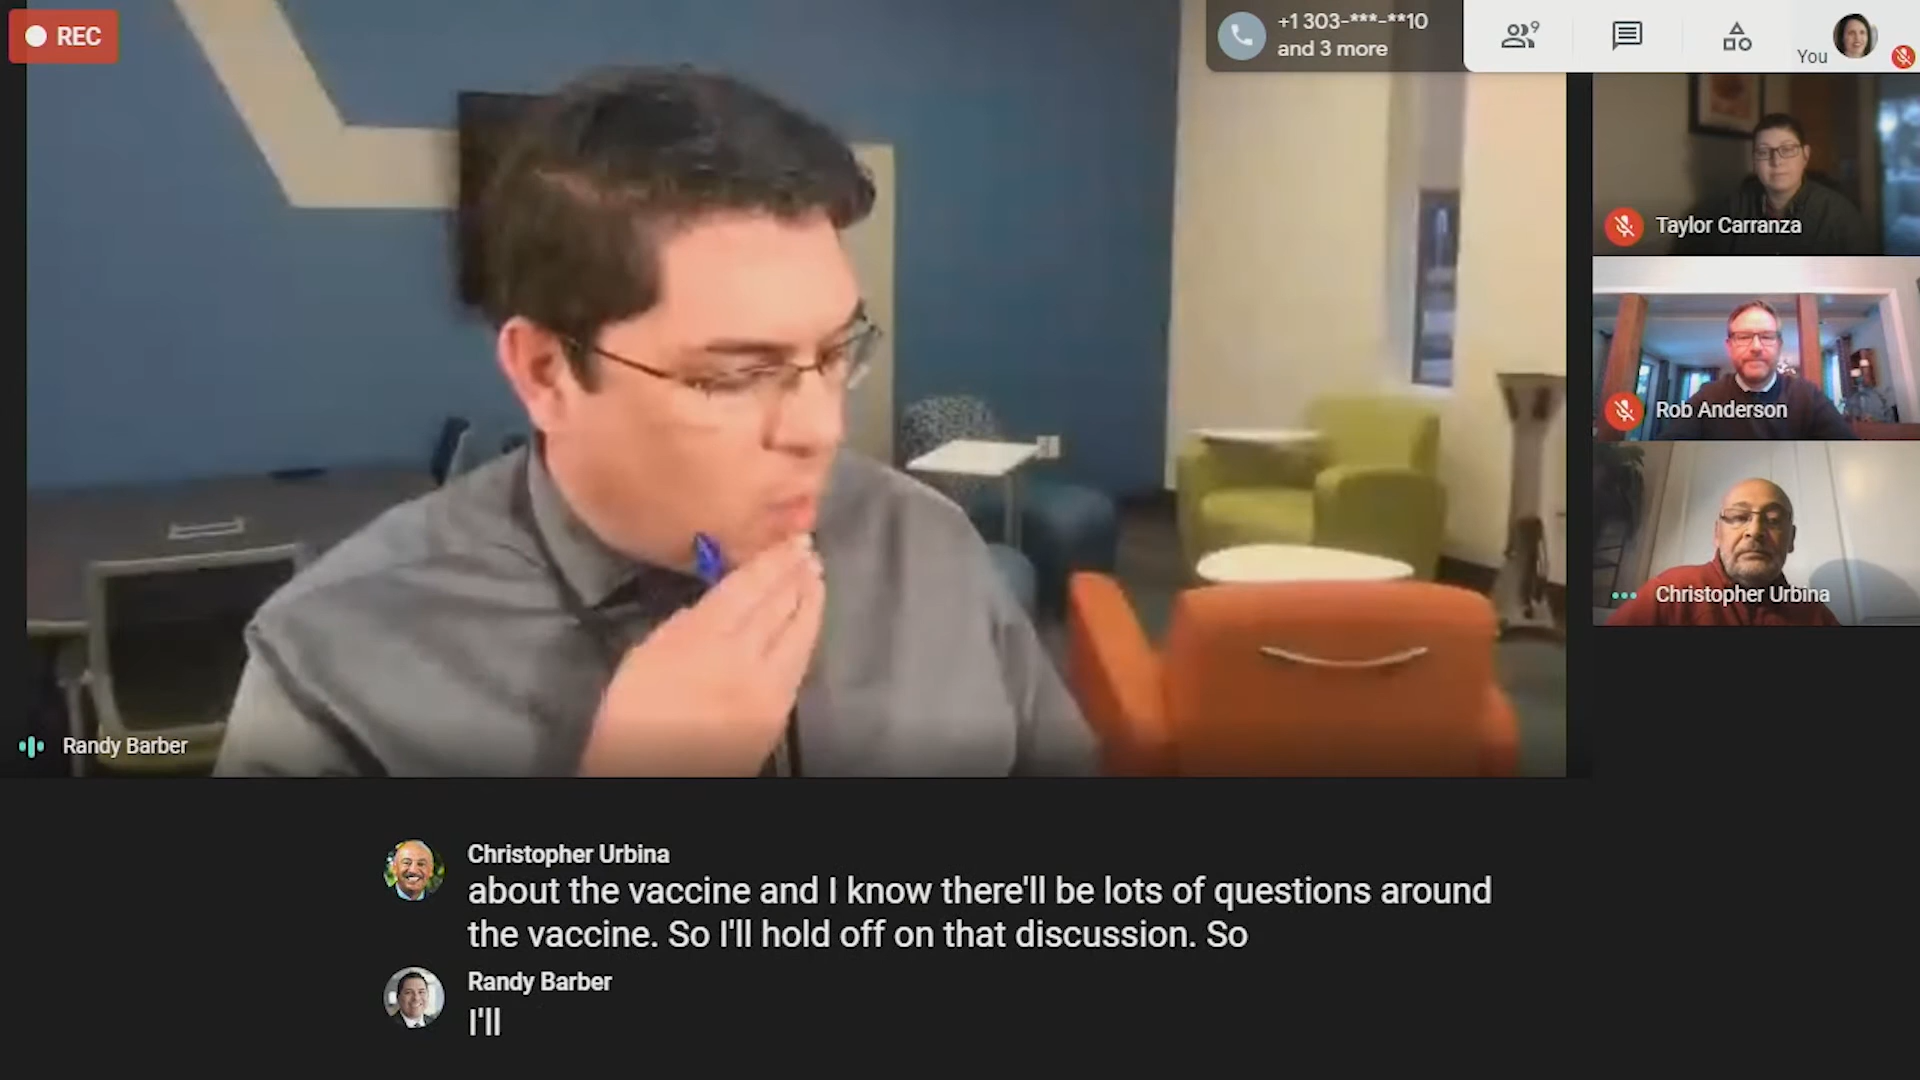 REC
+1 303-***-**10
and 3 more
9
You
Taylor Carranza
Rob Anderson
Christopher Urbina
Randy Barber
Christopher Urbina
about the vaccine and I know there'll be lots of questions around
the vaccine. So I'll hold off on that discussion. So
Randy Barber
I'll